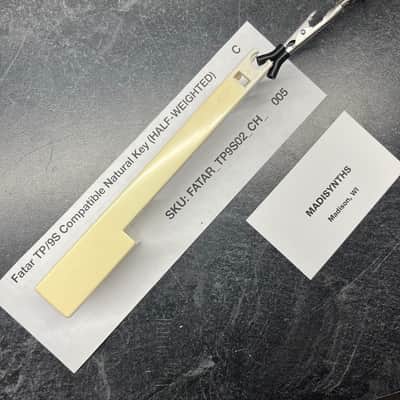 Fatar TP/9S Compatible Natural Key (HALF-WEIGHTED) C
SKU: FATAR_TP9S02_CH_ 005
MADISYNTHS
Madison, WI